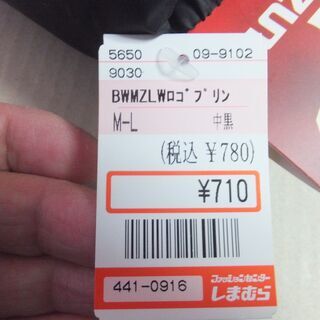 5650 09-9102
9030
BWMZLWﾛｺﾞﾌﾟﾘﾝ
M-L 中黒
(税込 ¥780)
¥710
441-0916
ファッションセンター
しまむら